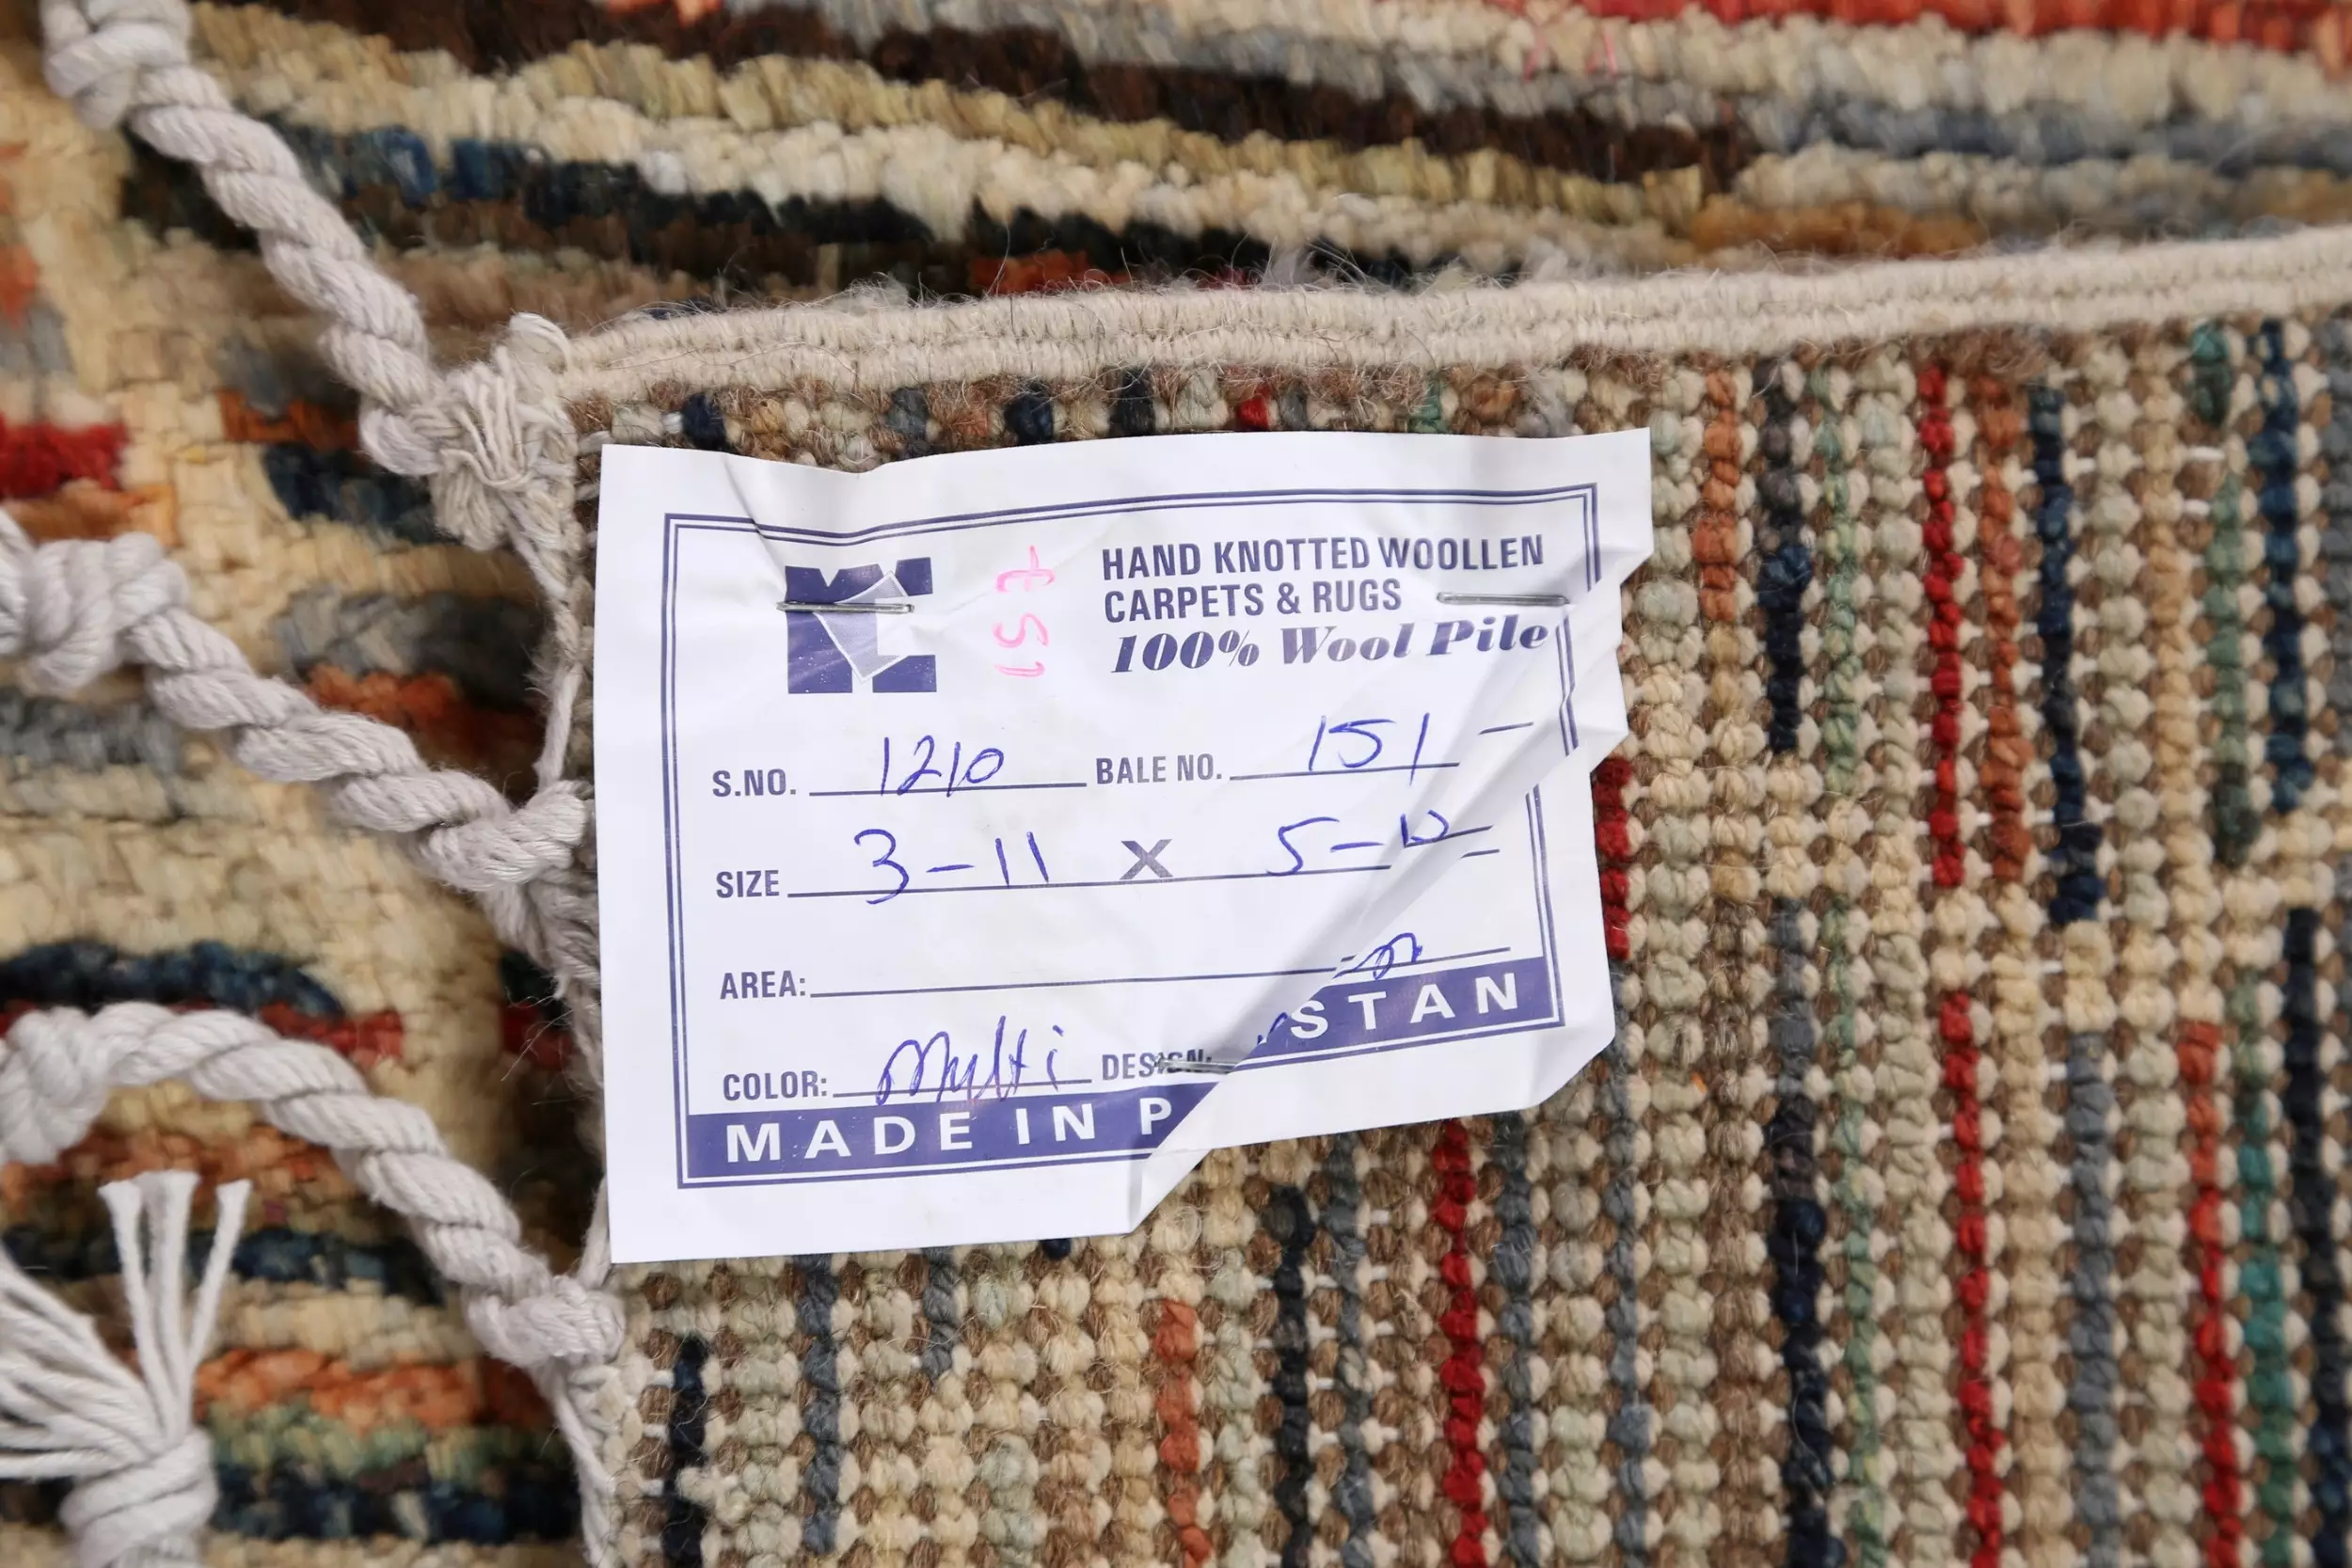 HAND KNOTTED WOOLLEN
CARPETS & RUGS
100% Wool Pile
S.NO. 1210 BALE NO. 151
SIZE 3-11 X 5-10
AREA:
COLOR: Multi DESIGN:
MADE IN P STAN